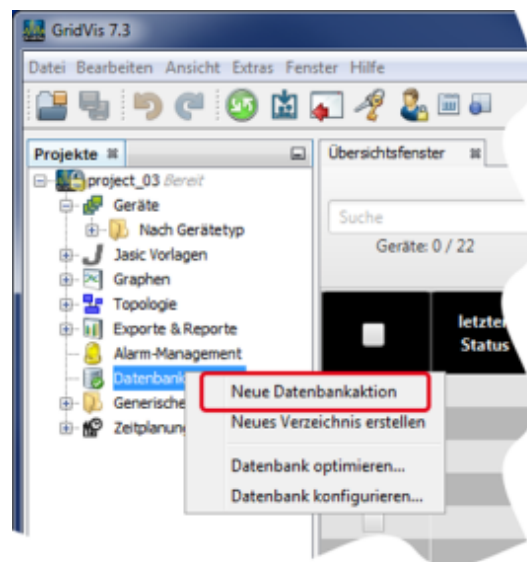 GridVis 7.3
Datei Bearbeiten Ansicht Extras Fenster Hilfe
Projekte
Übersichtsfenster
project_03 Bereit
Geräte
Nach Gerätetyp
Jasic Vorlagen
Graphen
Topologie
Exporte & Reporte
Alarm-Management
Datenbank
Generische
Zeitplanung
Suche
Geräte: 0 / 22
letzter
Status
Neue Datenbankaktion
Neues Verzeichnis erstellen
Datenbank optimieren...
Datenbank konfigurieren...